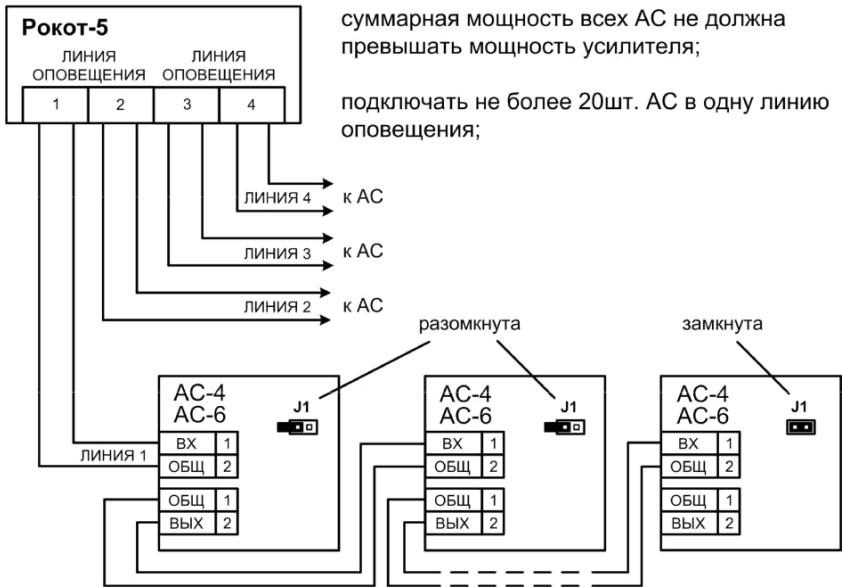 суммарная мощность всех АС не должна
превышать мощность усилителя;
подключать не более 20шт. АС в одну линию
оповещения;
Рокот-5
ЛИНИЯ ЛИНИЯ
ОПОВЕЩЕНИЯ ОПОВЕЩЕНИЯ
1 2 3 4
ЛИНИЯ 4 к АС
ЛИНИЯ 3 к АС
ЛИНИЯ 2 к АС
разомкнута замкнута
АС-4
АС-6
J1
ЛИНИЯ 1
ВХ 1
ОБЩ 2
ОБЩ 1
ВЫХ 2
АС-4
АС-6
J1
ВХ 1
ОБЩ 2
ОБЩ 1
ВЫХ 2
АС-4
АС-6
J1
ВХ 1
ОБЩ 2
ОБЩ 1
ВЫХ 2